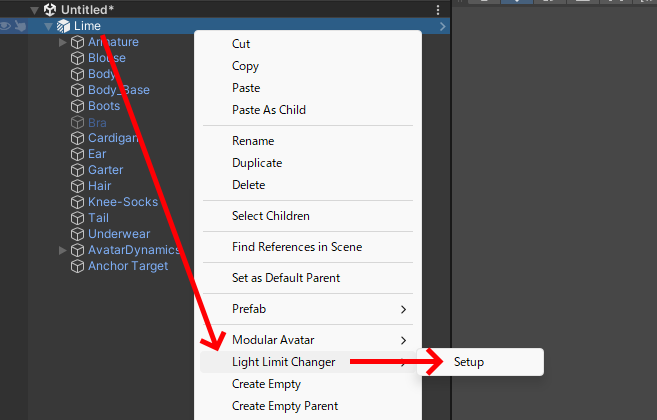 Untitled*
Lime
Armature
Blouse
Body
Body_Base
Boots
Bra
Cardigan
Ear
Garter
Hair
Knee-Socks
Tail
Underwear
AvatarDynamics
Anchor Target
Cut
Copy
Paste
Paste As Child
Rename
Duplicate
Delete
Select Children
Find References in Scene
Set as Default Parent
Prefab
Modular Avatar
Light Limit Changer
Create Empty
Create Empty Parent
Setup